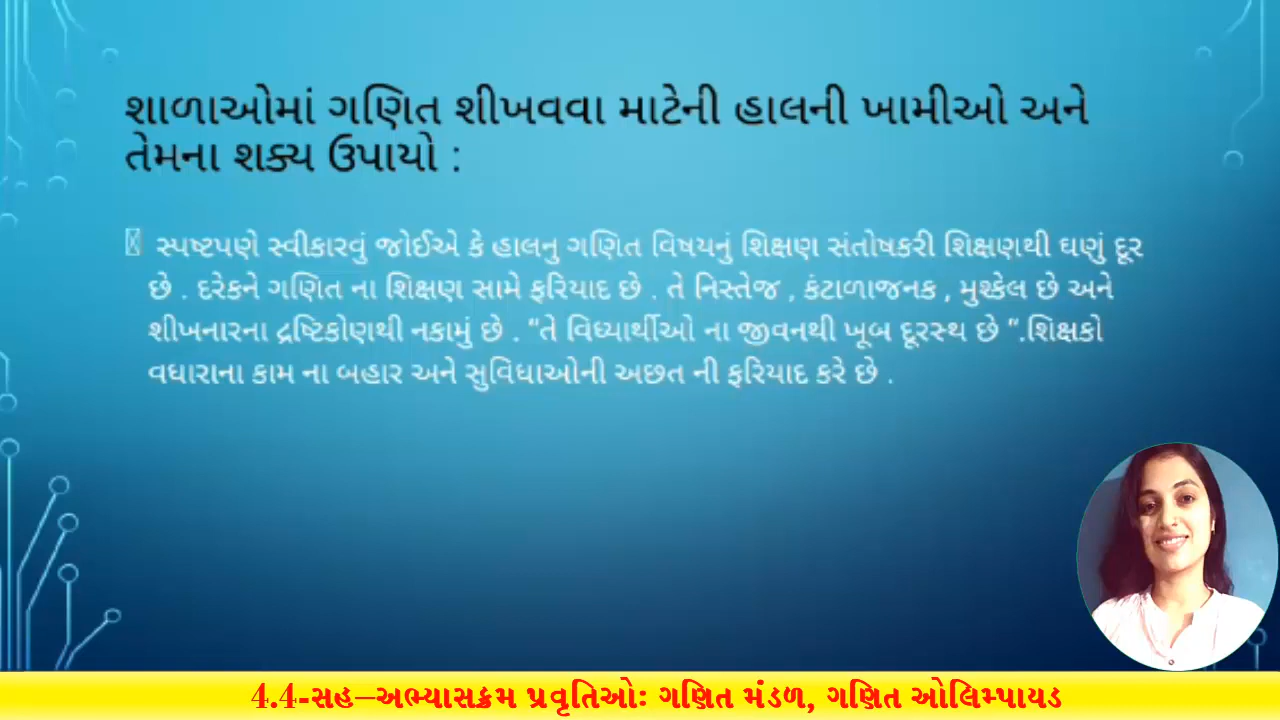 શાળાઓમાં ગણિત શીખવવા માટેની હાલની ખામીઓ અને
તેમના શક્ય ઉપાયો :
સ્પષ્ટપણે સ્વીકારવું જોઈએ કે હાલનુ ગણિત વિષયનું શિક્ષણ સંતોષકરી શિક્ષણથી ઘણું દૂર
છે . દરેકને ગણિત ના શિક્ષણ સામે ફરિયાદ છે . તે નિસ્તેજ , કંટાળાજનક , મુશ્કેલ છે અને
શીખનારના દ્રષ્ટિકોણથી નકામું છે . “તે વિધ્યાર્થીઓ ના જીવનથી ખૂબ દૂરસ્થ છે “.શિક્ષકો
વધારાના કામ ના બહાર અને સુવિધાઓની અછત ની ફરિયાદ કરે છે .
4.4-સહ–અભ્યાસક્રમ પ્રવૃતિઓઃ ગણિત મંડળ, ગણિત ઓલિમ્પાયડ